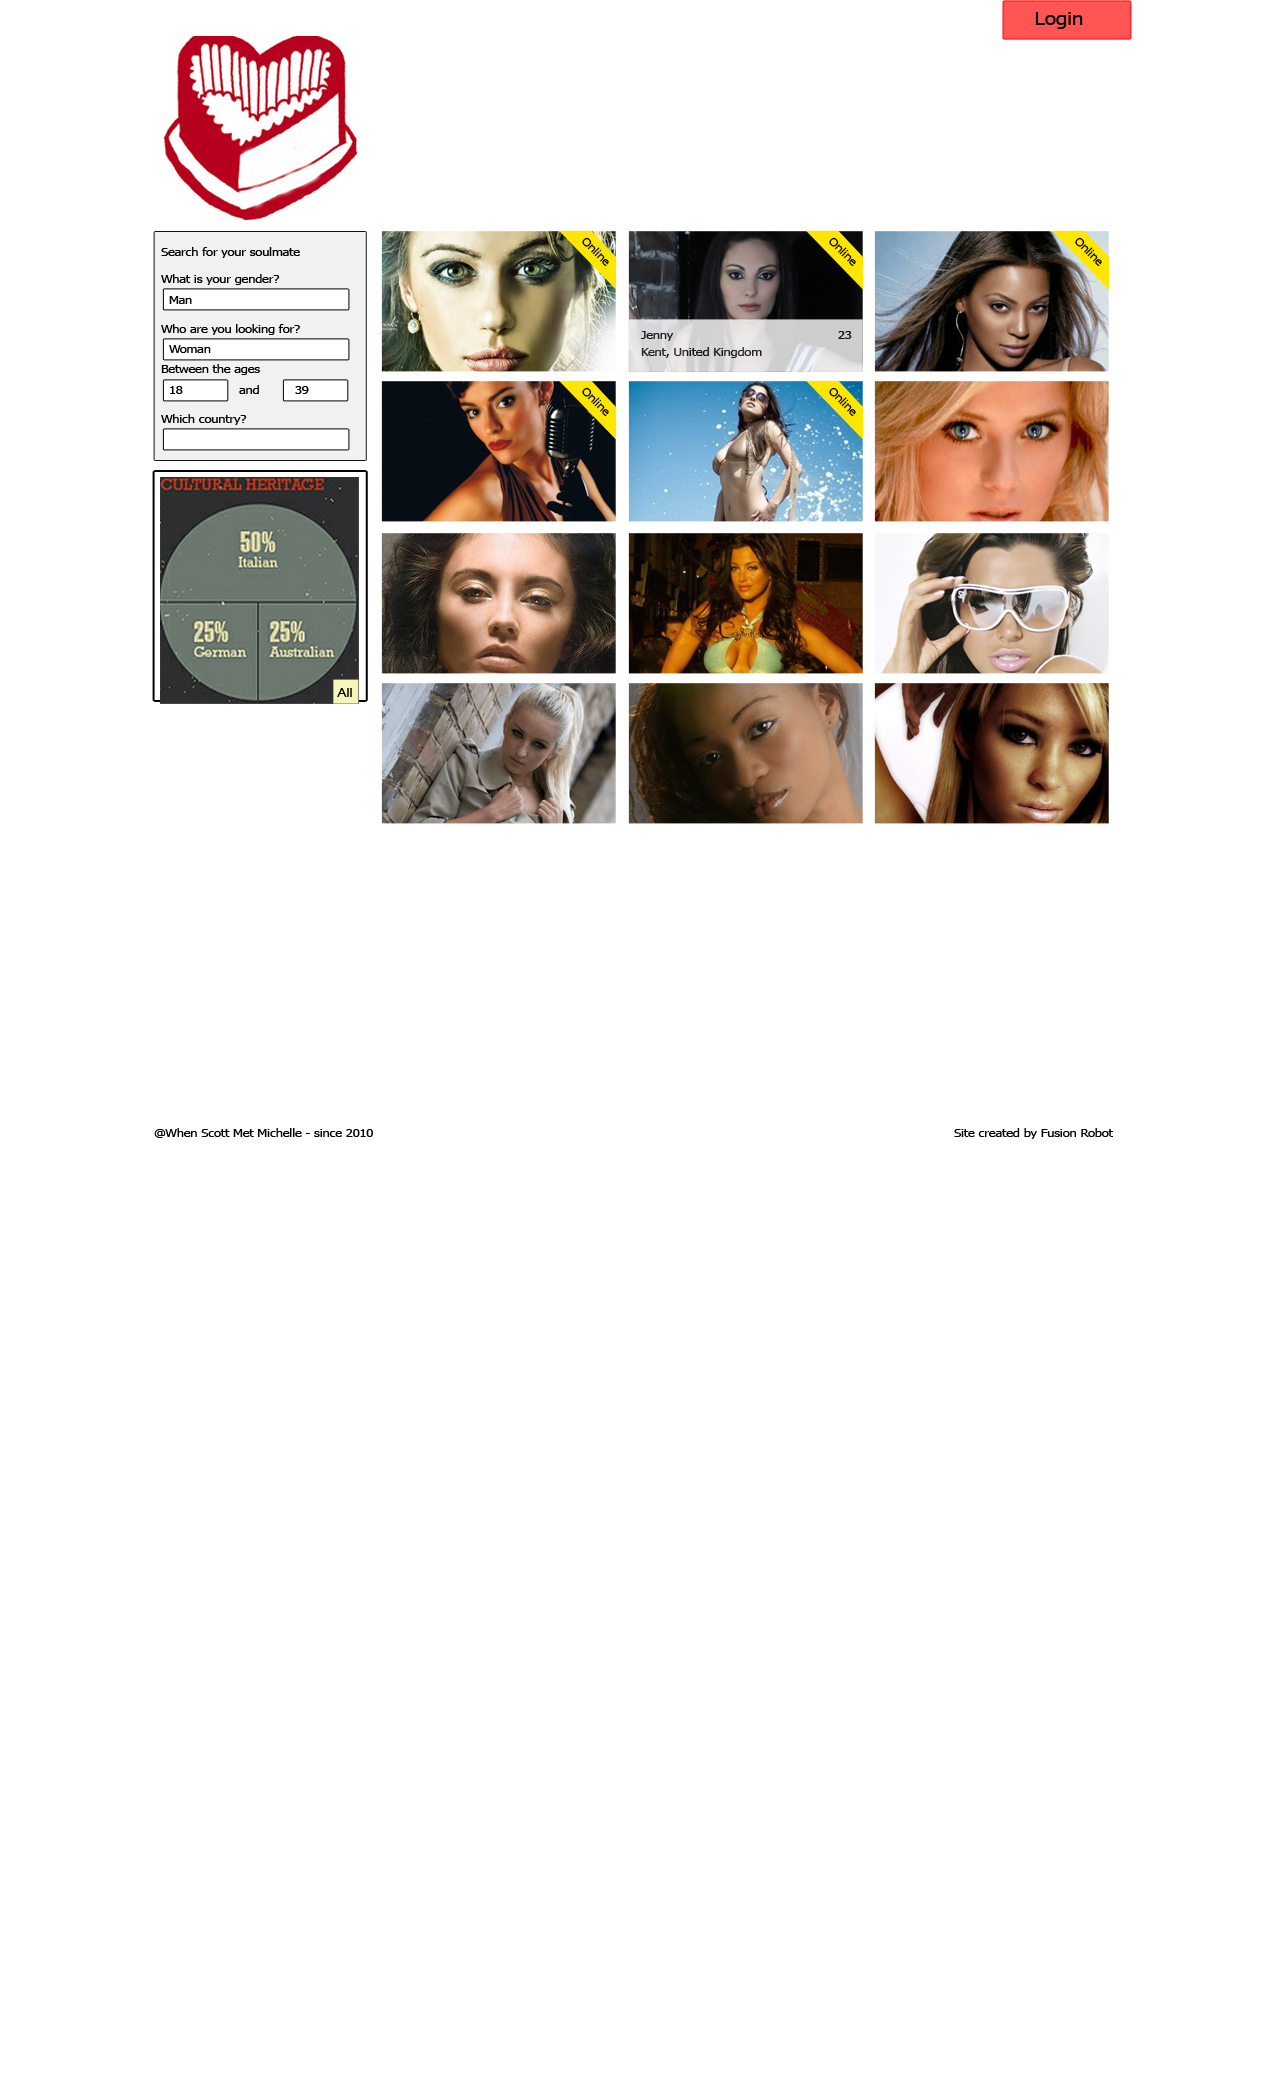 Login
Search for your soulmate
What is your gender?
Man
Who are you looking for?
Woman
Between the ages
18 and 39
Which country?
CULTURAL HERITAGE
50%
Italian
25% 25%
German Australian
All
Online
Online
Jenny 23
Kent, United Kingdom
Online
Online
Online
@When Scott Met Michelle - since 2010
Site created by Fusion Robot